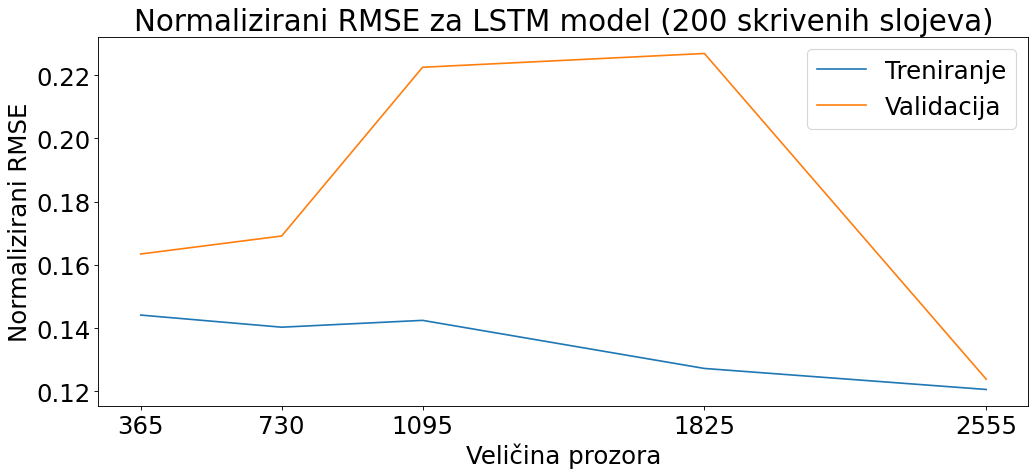 Normalizirani RMSE za LSTM model (200 skrivenih slojeva)
Normalizirani RMSE
0.22
0.20
0.18
0.16
0.14
0.12
Treniranje
Validacija
365 730 1095 1825 2555
Veličina prozora